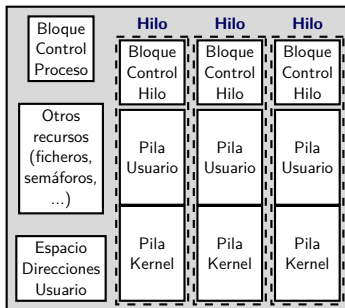 Bloque
Control
Proceso
Otros
recursos
(ficheros,
semáforos,
...)
Espacio
Direcciones
Usuario
Hilo
Bloque
Control
Hilo
Pila
Usuario
Pila
Kernel
Hilo
Bloque
Control
Hilo
Pila
Usuario
Pila
Kernel
Hilo
Bloque
Control
Hilo
Pila
Usuario
Pila
Kernel